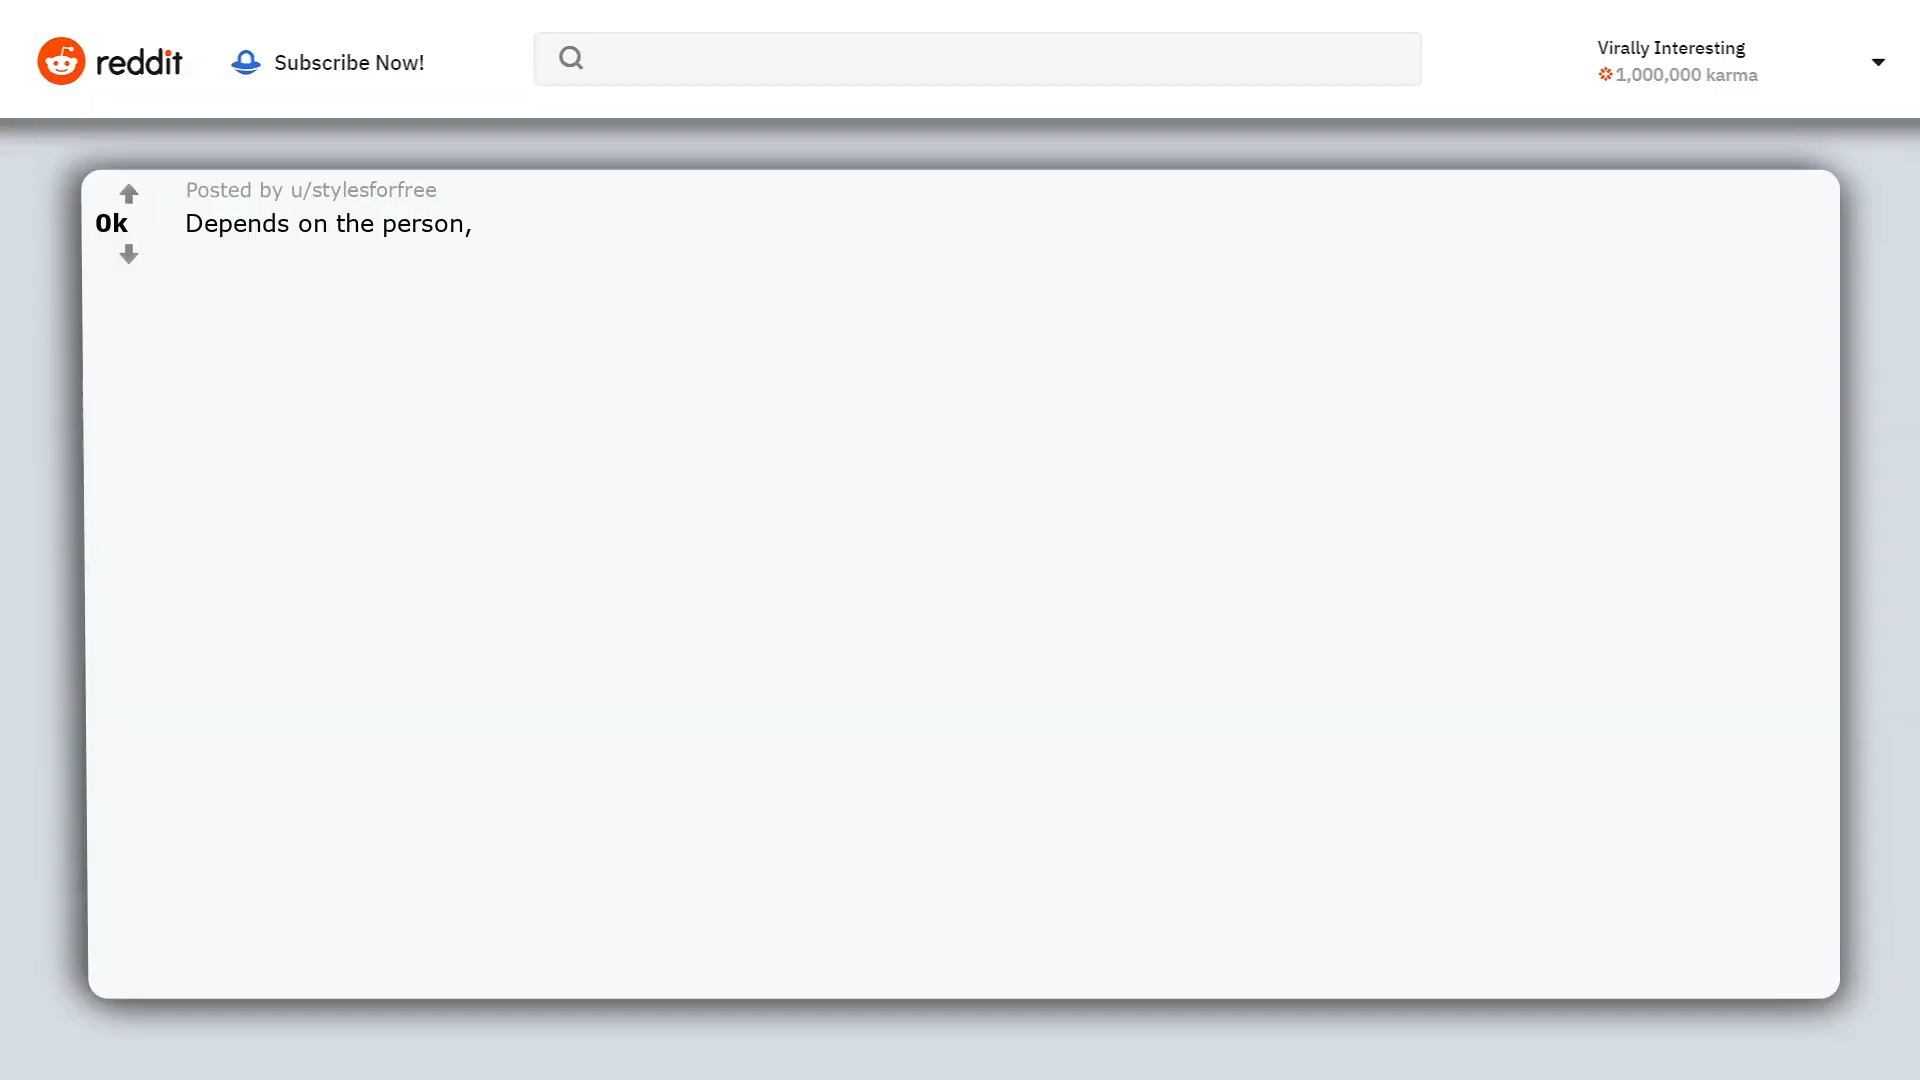 reddit
Subscribe Now!
Virally Interesting
1,000,000 karma
Posted by u/stylesforfree
0k
Depends on the person,